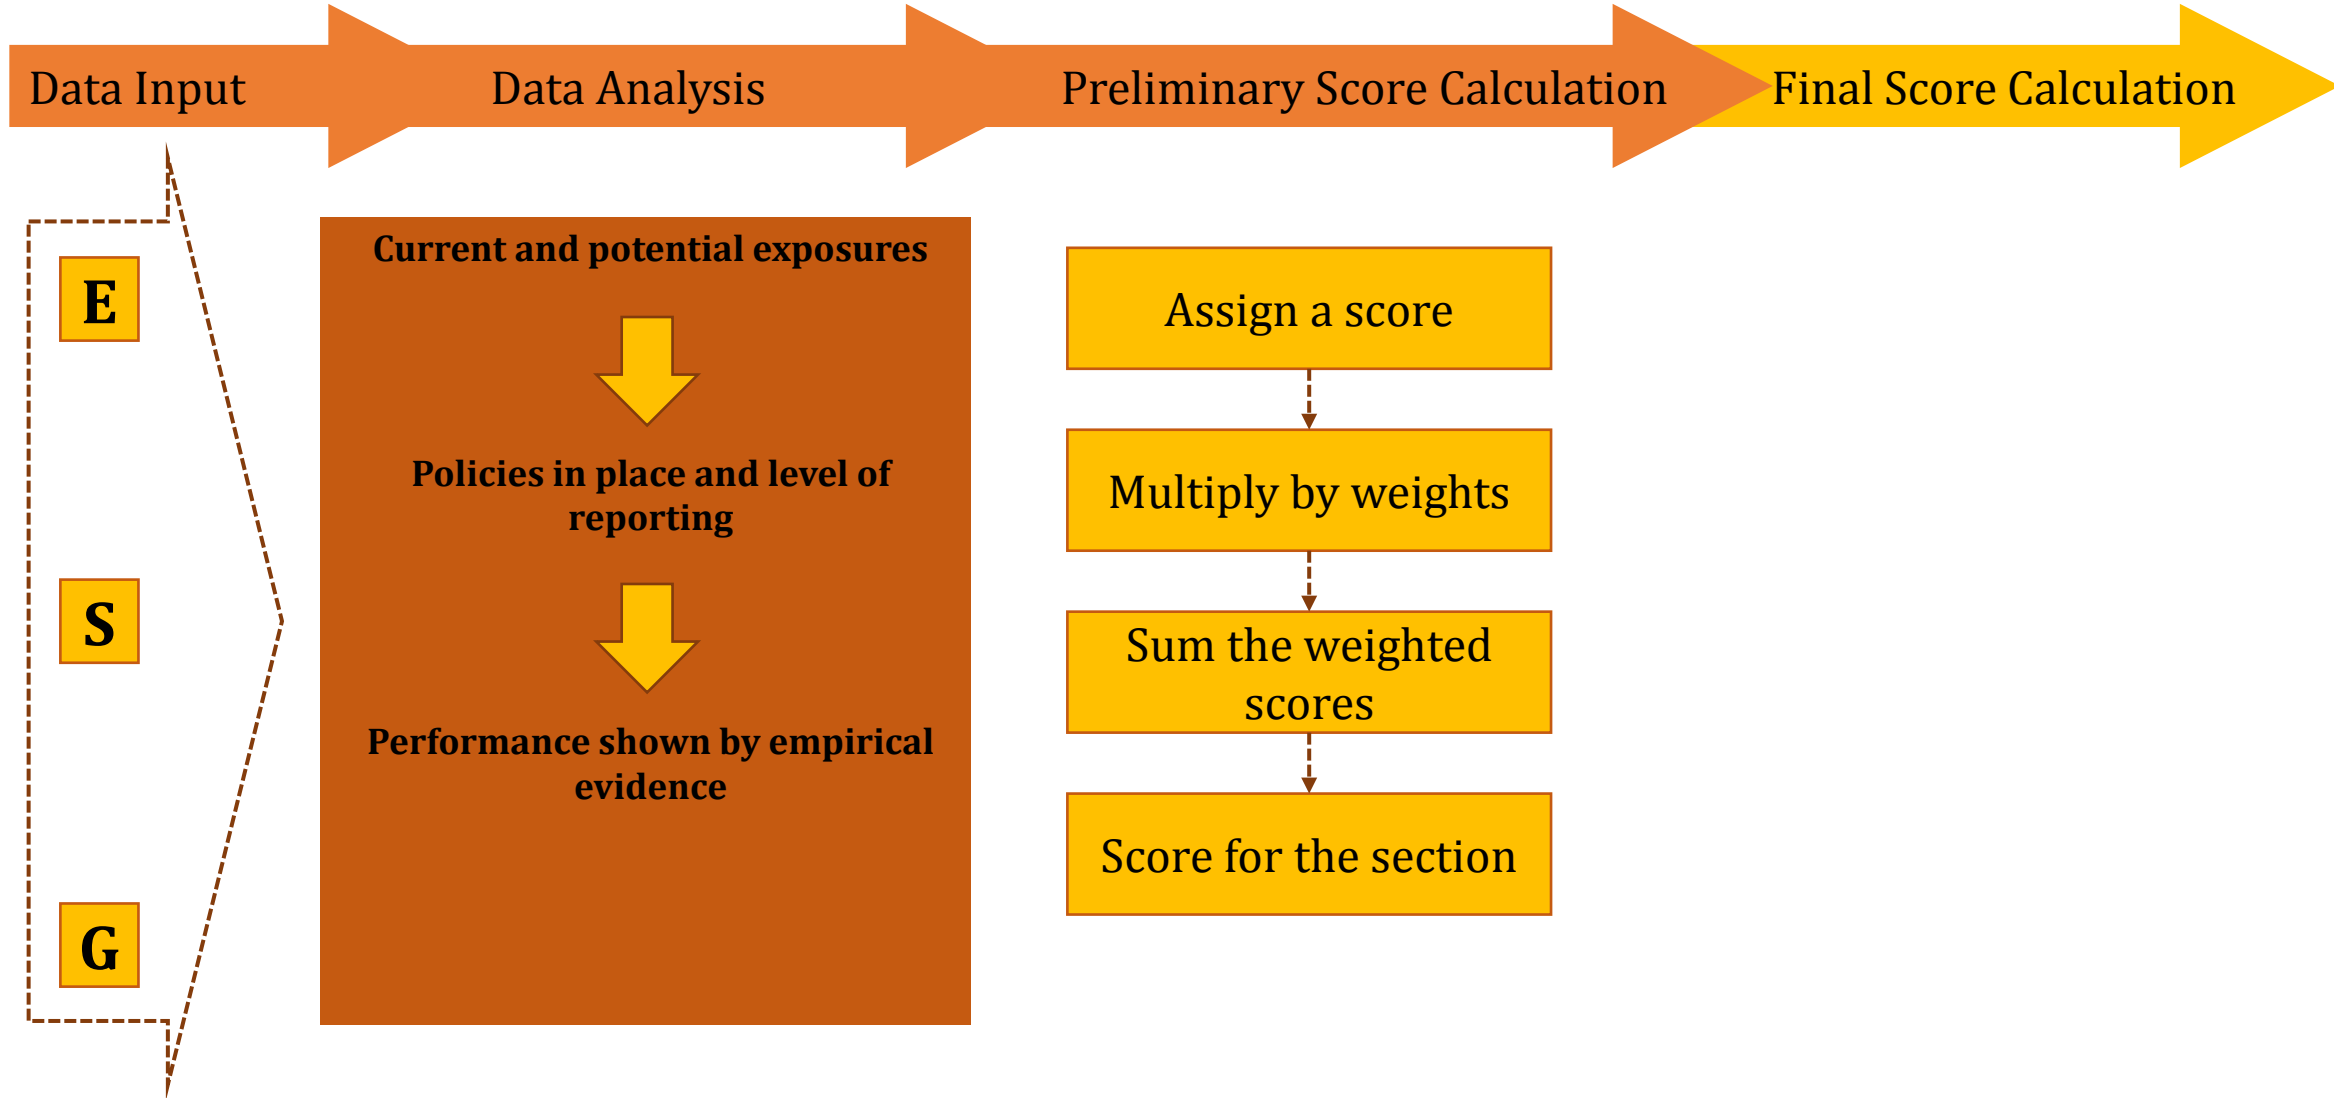 Data Input
Data Analysis
Preliminary Score Calculation
Final Score Calculation
E
S
G
Current and potential exposures
Policies in place and level of
reporting
Performance shown by empirical
evidence
Assign a score
Multiply by weights
Sum the weighted
scores
Score for the section